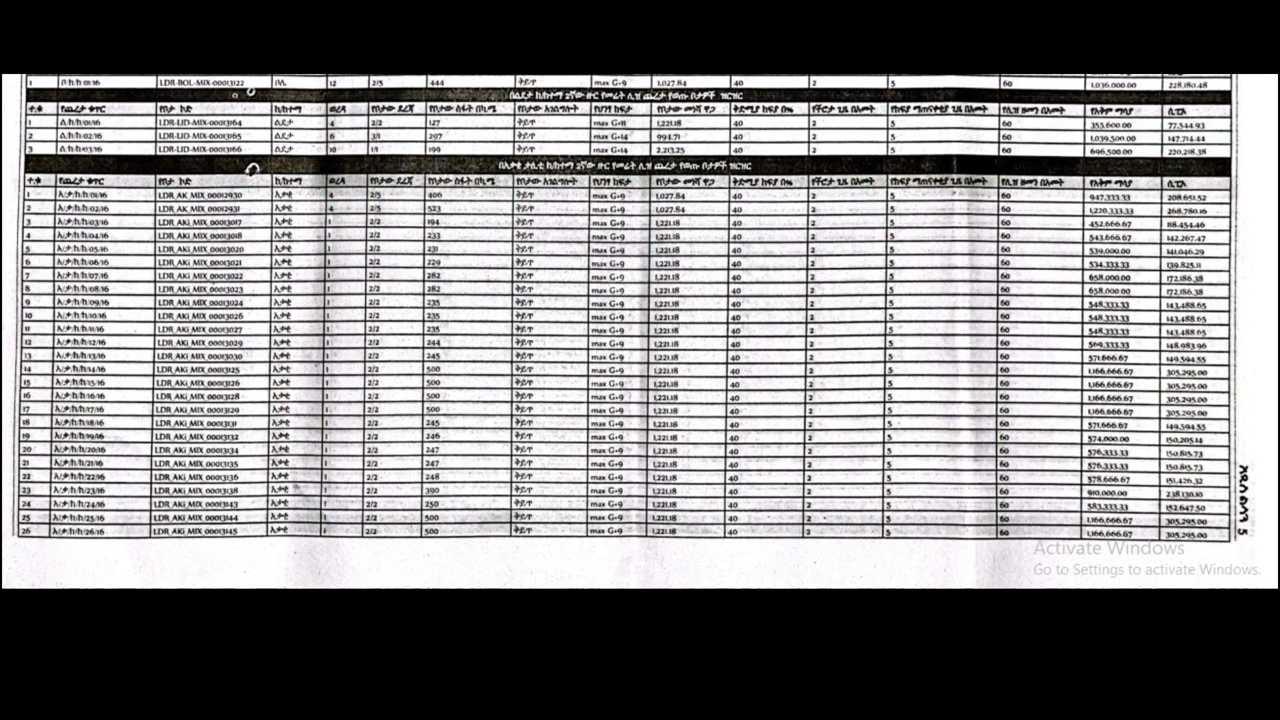 1 ቦ/ክ/ከ/01/16 LDR-BOL-MIX-00013122 ቦሌ 12 2/5 444 ቅይጥ max G+9 1,027.84 40 2 5 60 1,036,000.00 228,180.48
በልደታ ክ/ከተማ 2ኛው ዙር የመሬት ሊዝ ጨረታ የወጡ ቦታዎች ዝርዝር
ተ.ቁ የጨረታ ቁጥር የቦታ ኮድ ክ/ከተማ ወረዳ የቦታው ደረጃ የቦታው ስፋት በካ.ሜ የቦታው አገልግሎት የህንፃ ከፍታ የቦታው መነሻ ዋጋ ቅድሚያ ክፍያ በ% የችሮታ ጊዜ በአመት የክፍያ ማጠናቀቂያ ጊዜ በአመት የሊዝ ዘመን በአመት የአቅም ማሳያ ሲፒኦ
1 ል/ክ/ከ/01/16 LDR-LID-MIX-00013164 ልደታ 4 2/2 127 ቅይጥ max G+11 1,221.18 40 2 5 60 355,600.00 77,544.93
2 ል/ክ/ከ/02/16 LDR-LID-MIX-00013165 ልደታ 6 3/1 297 ቅይጥ max G+14 994.71 40 2 5 60 1,039,500.00 147,714.44
3 ል/ክ/ከ/03/16 LDR-LID-MIX-00013166 ልደታ 10 1/1 199 ቅይጥ max G+14 2,213.25 40 2 5 60 696,500.00 220,218.38
በአቃቂ ቃሊቲ ክ/ከተማ 2ኛው ዙር የመሬት ሊዝ ጨረታ የወጡ ቦታዎች ዝርዝር
ተ.ቁ የጨረታ ቁጥር የቦታ ኮድ ክ/ከተማ ወረዳ የቦታው ደረጃ የቦታው ስፋት በካ.ሜ የቦታው አገልግሎት የህንፃ ከፍታ የቦታው መነሻ ዋጋ ቅድሚያ ክፍያ በ% የችሮታ ጊዜ በአመት የክፍያ ማጠናቀቂያ ጊዜ በአመት የሊዝ ዘመን በአመት የአቅም ማሳያ ሲፒኦ
1 አ/ቃ/ክ/ከ/01/16 LDR_AK_MIX_00012930 አቃቂ 4 2/5 406 ቅይጥ max G+9 1,027.84 40 2 5 60 947,333.33 208,651.52
2 አ/ቃ/ክ/ከ/02/16 LDR_AK_MIX_00012931 አቃቂ 4 2/5 523 ቅይጥ max G+9 1,027.84 40 2 5 60 1,220,333.33 268,780.16
3 አ/ቃ/ክ/ከ/03/16 LDR_AKi_MIX_00013017 አቃቂ 1 2/2 194 ቅይጥ max G+9 1,221.18 40 2 5 60 452,666.67 118,454.46
4 አ/ቃ/ክ/ከ/04/16 LDR_AKi_MIX_00013018 አቃቂ 1 2/2 233 ቅይጥ max G+9 1,221.18 40 2 5 60 543,666.67 142,267.47
5 አ/ቃ/ክ/ከ/05/16 LDR_AKi_MIX_00013020 አቃቂ 1 2/2 231 ቅይጥ max G+9 1,221.18 40 2 5 60 539,000.00 141,046.29
6 አ/ቃ/ክ/ከ/06/16 LDR_AKi_MIX_00013021 አቃቂ 1 2/2 229 ቅይጥ max G+9 1,221.18 40 2 5 60 534,333.33 139,825.11
7 አ/ቃ/ክ/ከ/07/16 LDR_AKi_MIX_00013022 አቃቂ 1 2/2 282 ቅይጥ max G+9 1,221.18 40 2 5 60 658,000.00 172,186.38
8 አ/ቃ/ክ/ከ/08/16 LDR_AKi_MIX_00013023 አቃቂ 1 2/2 282 ቅይጥ max G+9 1,221.18 40 2 5 60 658,000.00 172,186.38
9 አ/ቃ/ክ/ከ/09/16 LDR_AKi_MIX_00013024 አቃቂ 1 2/2 235 ቅይጥ max G+9 1,221.18 40 2 5 60 548,333.33 143,488.65
10 አ/ቃ/ክ/ከ/10/16 LDR_AKi_MIX_00013026 አቃቂ 1 2/2 235 ቅይጥ max G+9 1,221.18 40 2 5 60 548,333.33 143,488.65
11 አ/ቃ/ክ/ከ/11/16 LDR_AKi_MIX_00013027 አቃቂ 1 2/2 235 ቅይጥ max G+9 1,221.18 40 2 5 60 548,333.33 143,488.65
12 አ/ቃ/ክ/ከ/12/16 LDR_AKi_MIX_00013029 አቃቂ 1 2/2 244 ቅይጥ max G+9 1,221.18 40 2 5 60 569,333.33 148,983.96
13 አ/ቃ/ክ/ከ/13/16 LDR_AKi_MIX_00013030 አቃቂ 1 2/2 245 ቅይጥ max G+9 1,221.18 40 2 5 60 571,666.67 149,594.55
14 አ/ቃ/ክ/ከ/14/16 LDR_AKi_MIX_00013125 አቃቂ 1 2/2 500 ቅይጥ max G+9 1,221.18 40 2 5 60 1,166,666.67 305,295.00
15 አ/ቃ/ክ/ከ/15/16 LDR_AKi_MIX_00013126 አቃቂ 1 2/2 500 ቅይጥ max G+9 1,221.18 40 2 5 60 1,166,666.67 305,295.00
16 አ/ቃ/ክ/ከ/16/16 LDR_AKi_MIX_00013128 አቃቂ 1 2/2 500 ቅይጥ max G+9 1,221.18 40 2 5 60 1,166,666.67 305,295.00
17 አ/ቃ/ክ/ከ/17/16 LDR_AKi_MIX_00013129 አቃቂ 1 2/2 500 ቅይጥ max G+9 1,221.18 40 2 5 60 1,166,666.67 305,295.00
18 አ/ቃ/ክ/ከ/18/16 LDR_AKi_MIX_00013131 አቃቂ 1 2/2 245 ቅይጥ max G+9 1,221.18 40 2 5 60 571,666.67 149,594.55
19 አ/ቃ/ክ/ከ/19/16 LDR_AKi_MIX_00013132 አቃቂ 1 2/2 246 ቅይጥ max G+9 1,221.18 40 2 5 60 574,000.00 150,205.14
20 አ/ቃ/ክ/ከ/20/16 LDR_AKi_MIX_00013134 አቃቂ 1 2/2 247 ቅይጥ max G+9 1,221.18 40 2 5 60 576,333.33 150,815.73
21 አ/ቃ/ክ/ከ/21/16 LDR_AKi_MIX_00013135 አቃቂ 1 2/2 247 ቅይጥ max G+9 1,221.18 40 2 5 60 576,333.33 150,815.73
22 አ/ቃ/ክ/ከ/22/16 LDR_AKi_MIX_00013136 አቃቂ 1 2/2 248 ቅይጥ max G+9 1,221.18 40 2 5 60 578,666.67 151,426.32
23 አ/ቃ/ክ/ከ/23/16 LDR_AKi_MIX_00013138 አቃቂ 1 2/2 390 ቅይጥ max G+9 1,221.18 40 2 5 60 910,000.00 238,130.10
24 አ/ቃ/ክ/ከ/24/16 LDR_AKi_MIX_00013143 አቃቂ 1 2/2 250 ቅይጥ max G+9 1,221.18 40 2 5 60 583,333.33 152,647.50
25 አ/ቃ/ክ/ከ/25/16 LDR_AKi_MIX_00013144 አቃቂ 1 2/2 500 ቅይጥ max G+9 1,221.18 40 2 5 60 1,166,666.67 305,295.00
26 አ/ቃ/ክ/ከ/26/16 LDR_AKi_MIX_00013145 አቃቂ 1 2/2 500 ቅይጥ max G+9 1,221.18 40 2 5 60 1,166,666.67 305,295.00
አዲስ ልሳን 5
Activate Windows
Go to Settings to activate Windows.